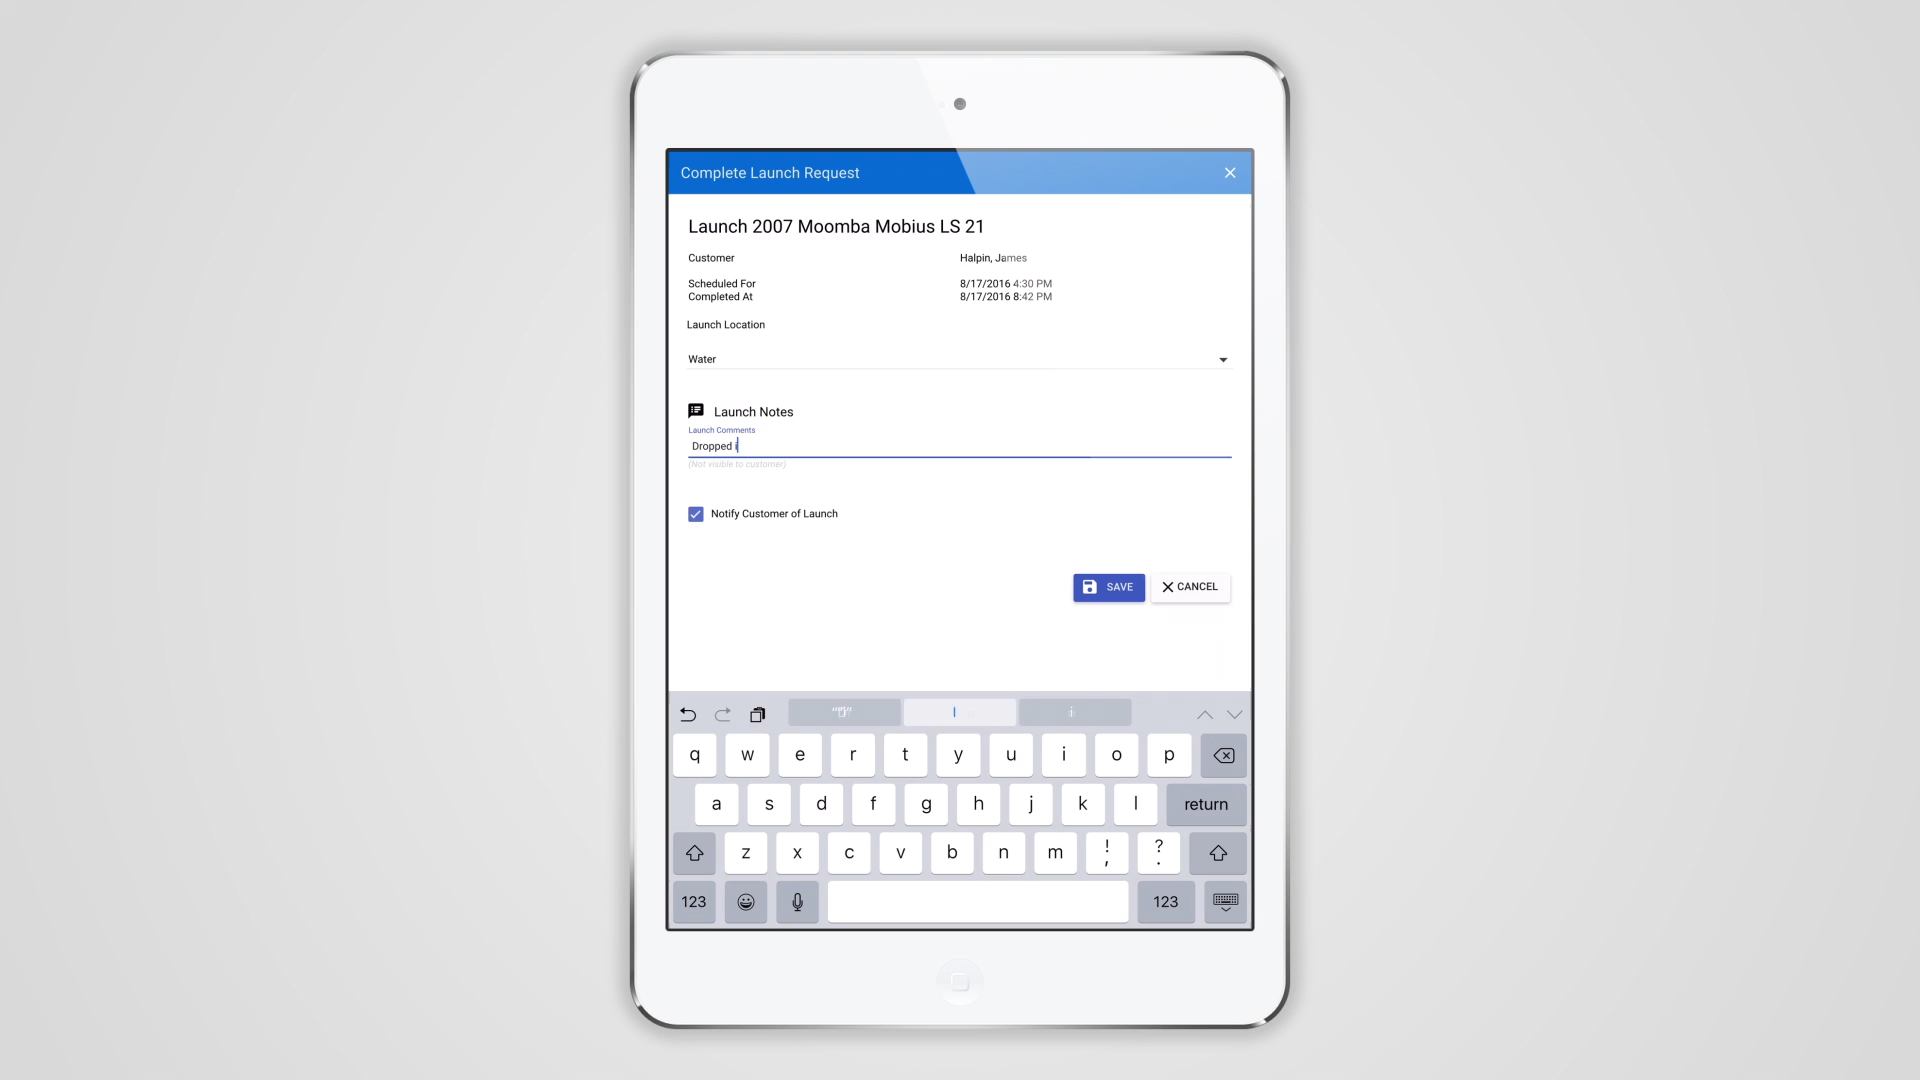 Complete Launch Request
Launch 2007 Moomba Mobius LS 21
Customer Halpin, James
Scheduled For 8/17/2016 4:30 PM
Completed At 8/17/2016 8:42 PM
Launch Location
Water
Launch Notes
Launch Comments
Dropped i
(Not visible to customer)
Notify Customer of Launch
SAVE CANCEL
q w e r t y u i o p
a s d f g h j k l return
z x c v b n m ! , ? .
123 123